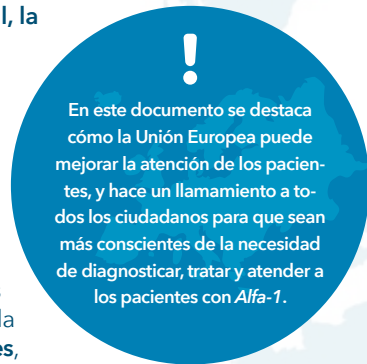 l, la
!
En este documento se destaca
cómo la Unión Europea puede
mejorar la atención de los pacien-
tes, y hace un llamamiento a to-
dos los ciudadanos para que sean
más conscientes de la necesidad
de diagnosticar, tratar y atender a
los pacientes con Alfa-1.
la
es,